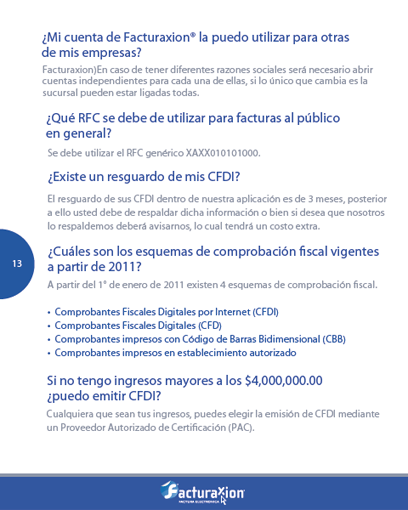 ¿Mi cuenta de Facturaxion® la puedo utilizar para otras
de mis empresas?
Facturaxion)En caso de tener diferentes razones sociales será necesario abrir
cuentas independientes para cada una de ellas, si lo único que cambia es la
sucursal pueden estar ligadas todas.
¿Qué RFC se debe de utilizar para facturas al público
en general?
Se debe utilizar el RFC genérico XAXX010101000.
¿Existe un resguardo de mis CFDI?
El resguardo de sus CFDI dentro de nuestra aplicación es de 3 meses, posterior
a ello usted debe de respaldar dicha información o bien si desea que nosotros
lo respaldemos deberá avisarnos, lo cual tendrá un costo extra.
13
¿Cuáles son los esquemas de comprobación fiscal vigentes
a partir de 2011?
A partir del 1° de enero de 2011 existen 4 esquemas de comprobación fiscal.
• Comprobantes Fiscales Digitales por Internet (CFDI)
• Comprobantes Fiscales Digitales (CFD)
• Comprobantes impresos con Código de Barras Bidimensional (CBB)
• Comprobantes impresos en establecimiento autorizado
Si no tengo ingresos mayores a los $4,000,000.00
¿puedo emitir CFDI?
Cualquiera que sean tus ingresos, puedes elegir la emisión de CFDI mediante
un Proveedor Autorizado de Certificación (PAC).
Facturaxion
FACTURA ELECTRÓNICA